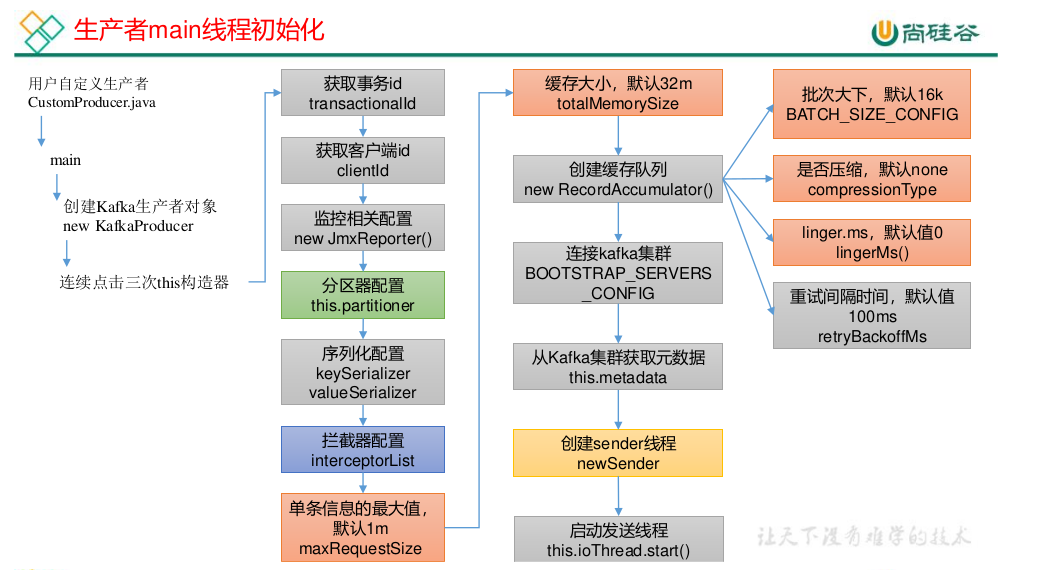 生产者main线程初始化
尚硅谷
用户自定义生产者
CustomProducer.java
main
创建Kafka生产者对象
new KafkaProducer
连续点击三次this构造器
获取事务id
transactionalId
获取客户端id
clientId
监控相关配置
new JmxReporter()
分区器配置
this.partitioner
序列化配置
keySerializer
valueSerializer
拦截器配置
interceptorList
单条信息的最大值，
默认1m
maxRequestSize
缓存大小，默认32m
totalMemorySize
创建缓存队列
new RecordAccumulator()
连接kafka集群
BOOTSTRAP_SERVERS
_CONFIG
从Kafka集群获取元数据
this.metadata
创建sender线程
newSender
启动发送线程
this.ioThread.start()
批次大下，默认16k
BATCH_SIZE_CONFIG
是否压缩，默认none
compressionType
linger.ms，默认值0
lingerMs()
重试间隔时间，默认值
100ms
retryBackoffMs
让天下没有难学的技术